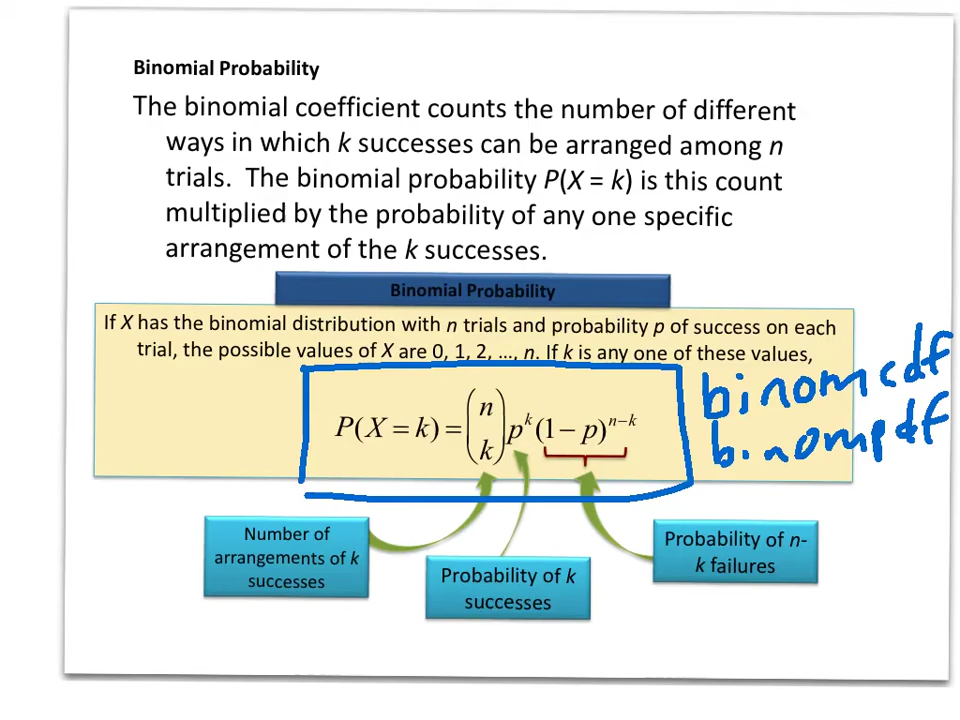 Binomial Probability
The binomial coefficient counts the number of different
ways in which k successes can be arranged among n
trials. The binomial probability P(X = k) is this count
multiplied by the probability of any one specific
arrangement of the k successes.
Binomial Probability
If X has the binomial distribution with n trials and probability p of success on each
trial, the possible values of X are 0, 1, 2, …, n. If k is any one of these values,
P(X = k) = (n k) p^k (1 − p)^{n−k}
binomcdf
binompdf
Number of
arrangements of k
successes
Probability of k
successes
Probability of n-
k failures